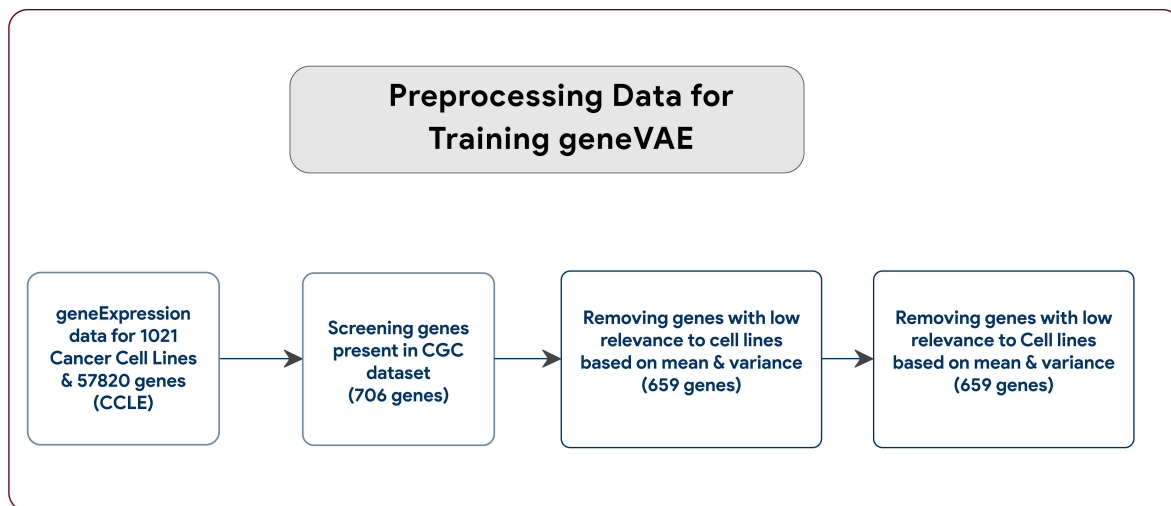 Preprocessing Data for
Training geneVAE
geneExpression
data for 1021
Cancer Cell Lines
& 57820 genes
(CCLE)
Screening genes
present in CGC
dataset
(706 genes)
Removing genes with low
relevance to cell lines
based on mean & variance
(659 genes)
Removing genes with low
relevance to Cell lines
based on mean & variance
(659 genes)